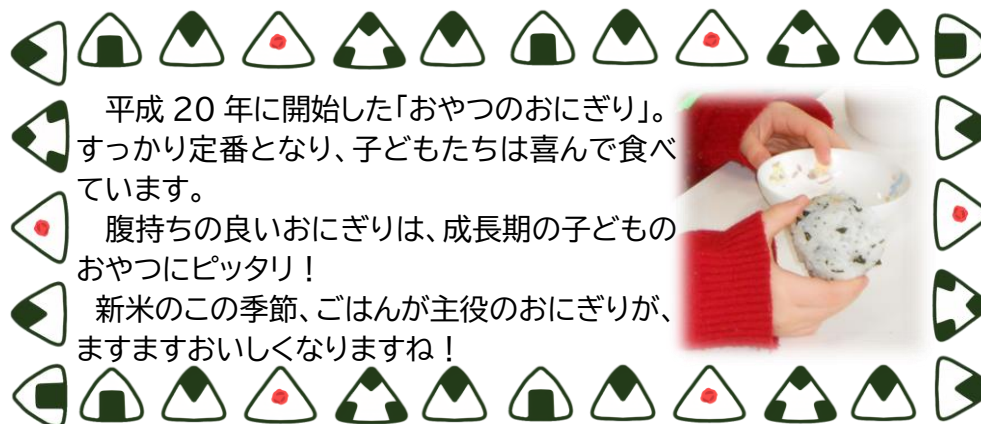 平成 20 年に開始した「おやつのおにぎり」。
すっかり定番となり、子どもたちは喜んで食べ
ています。
腹持ちの良いおにぎりは、成長期の子どもの
おやつにピッタリ！
新米のこの季節、ごはんが主役のおにぎりが、
ますますおいしくなりますね！